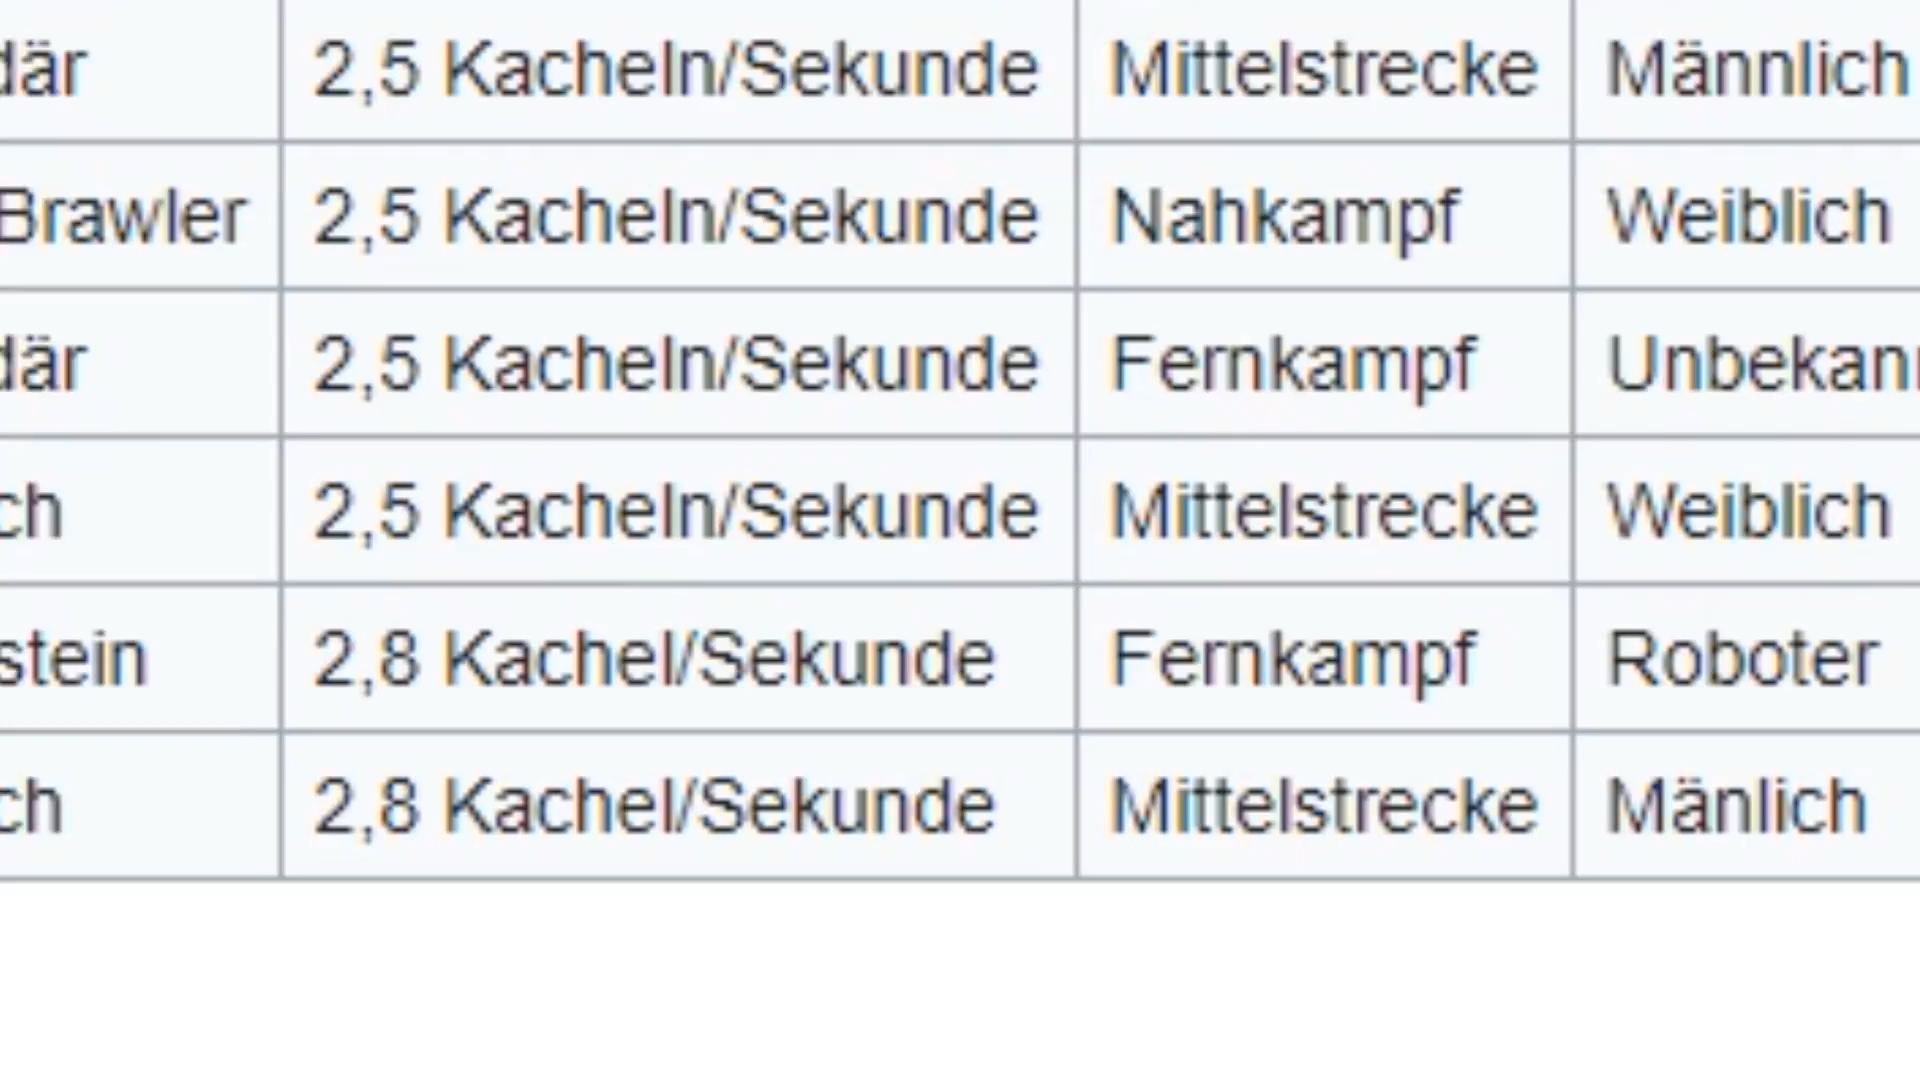 där 2,5 Kacheln/Sekunde Mittelstrecke Männlich
Brawler 2,5 Kacheln/Sekunde Nahkampf Weiblich
där 2,5 Kacheln/Sekunde Fernkampf Unbekann
ch 2,5 Kacheln/Sekunde Mittelstrecke Weiblich
stein 2,8 Kachel/Sekunde Fernkampf Roboter
ch 2,8 Kachel/Sekunde Mittelstrecke Mänlich